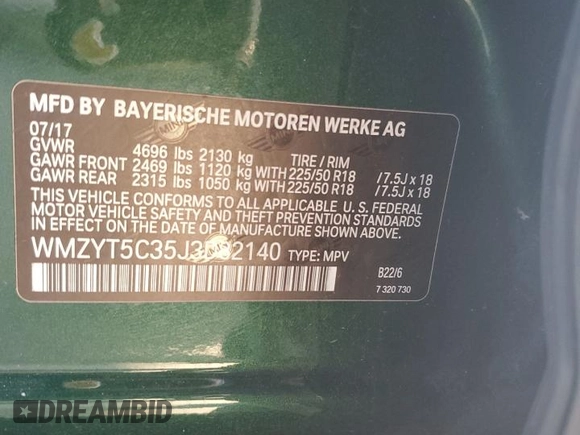 MFD BY BAYERISCHE MOTOREN WERKE AG
07/17
GVWR 4696 lbs 2130 kg TIRE / RIM
GAWR FRONT 2469 lbs 1120 kg WITH 225/50 R18 /7.5J x 18
GAWR REAR 2315 lbs 1050 kg WITH 225/50 R18 /7.5J x 18
THIS VEHICLE CONFORMS TO ALL APPLICABLE U. S. FEDERAL
MOTOR VEHICLE SAFETY AND THEFT PREVENTION STANDARDS
IN EFFECT ON THE DATE OF MANUFACTURE SHOWN ABOVE.
TYPE: MPV
B22/6
7 320 730
MINI
DREAMBID